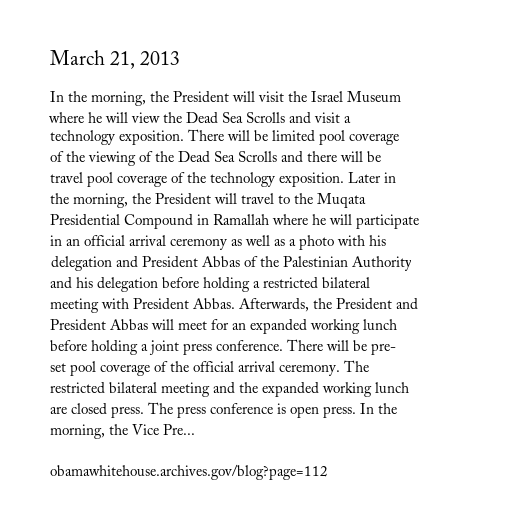 March 21, 2013
In the morning, the President will visit the Israel Museum
where he will view the Dead Sea Scrolls and visit a
technology exposition. There will be limited pool coverage
of the viewing of the Dead Sea Scrolls and there will be
travel pool coverage of the technology exposition. Later in
the morning, the President will travel to the Muqata
Presidential Compound in Ramallah where he will participate
in an official arrival ceremony as well as a photo with his
delegation and President Abbas of the Palestinian Authority
and his delegation before holding a restricted bilateral
meeting with President Abbas. Afterwards, the President and
President Abbas will meet for an expanded working lunch
before holding a joint press conference. There will be pre-
set pool coverage of the official arrival ceremony. The
restricted bilateral meeting and the expanded working lunch
are closed press. The press conference is open press. In the
morning, the Vice Pre...
obamawhitehouse.archives.gov/blog?page=112